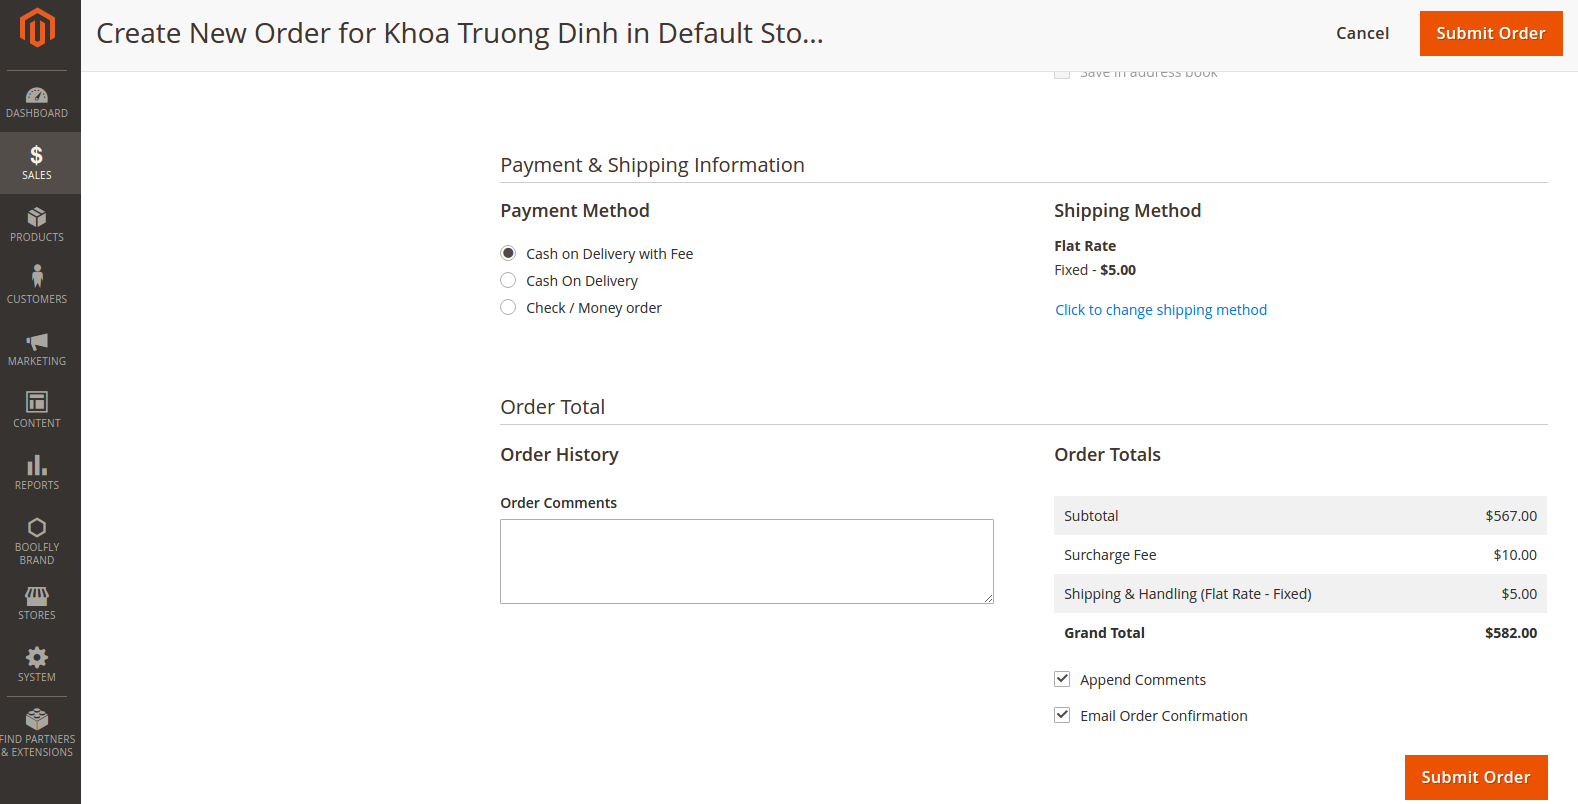 Create New Order for Khoa Truong Dinh in Default Sto...
Cancel
Submit Order
DASHBOARD
SALES
PRODUCTS
CUSTOMERS
MARKETING
CONTENT
REPORTS
BOOLFLY
BRAND
STORES
SYSTEM
FIND PARTNERS
& EXTENSIONS
Save in address book
Payment & Shipping Information
Payment Method
Cash on Delivery with Fee
Cash On Delivery
Check / Money order
Shipping Method
Flat Rate
Fixed - $5.00
Click to change shipping method
Order Total
Order History
Order Comments
Order Totals
Subtotal $567.00
Surcharge Fee $10.00
Shipping & Handling (Flat Rate - Fixed) $5.00
Grand Total $582.00
Append Comments
Email Order Confirmation
Submit Order